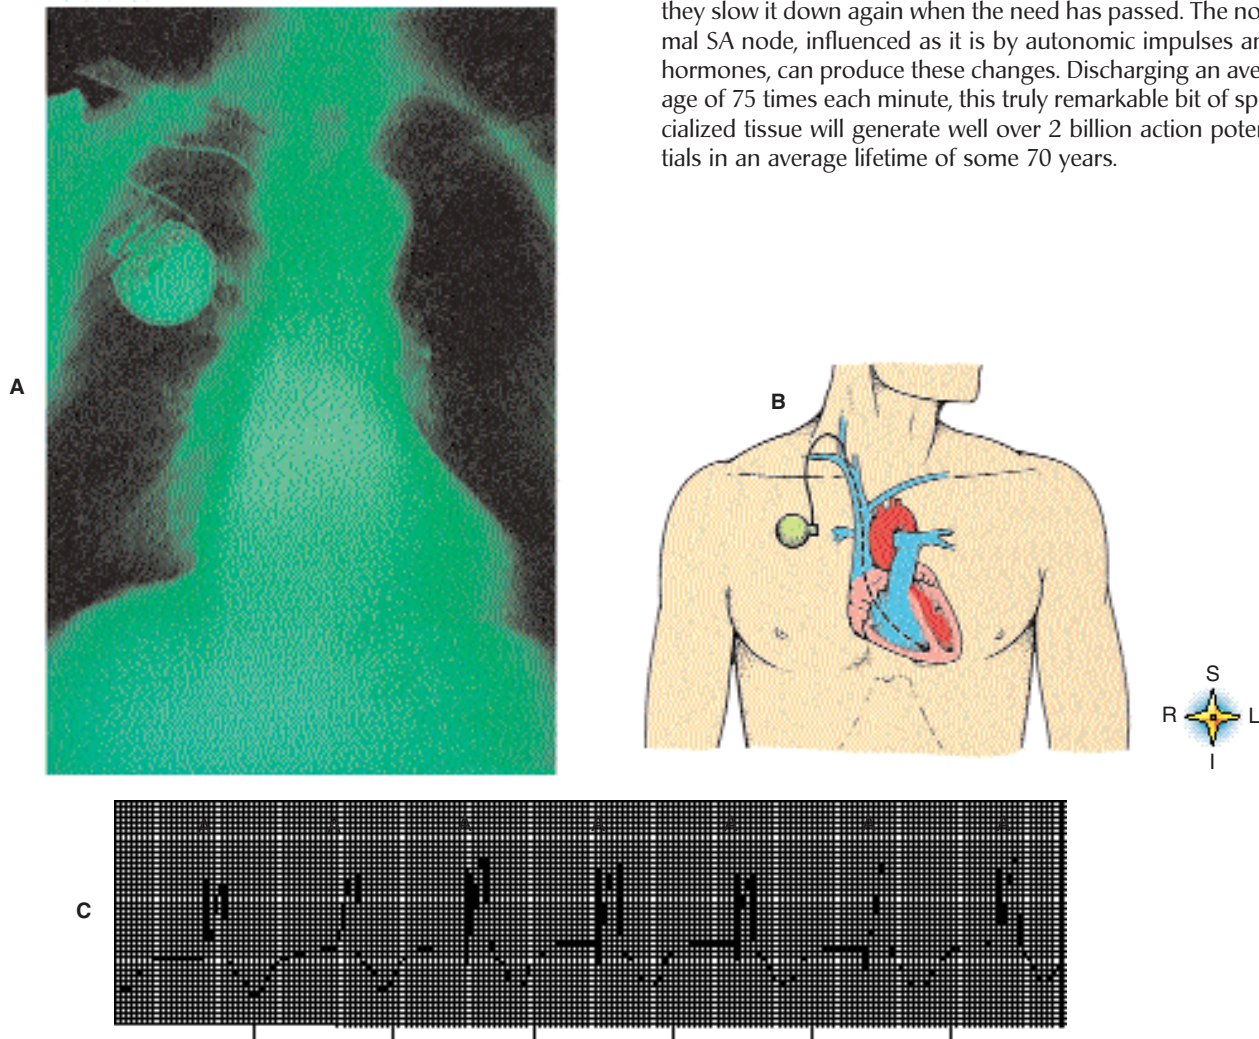 they slow it down again when the need has passed. The no
mal SA node, influenced as it is by autonomic impulses an
hormones, can produce these changes. Discharging an ave
age of 75 times each minute, this truly remarkable bit of sp
cialized tissue will generate well over 2 billion action poten
tials in an average lifetime of some 70 years.
A
B
S
R L
I
C